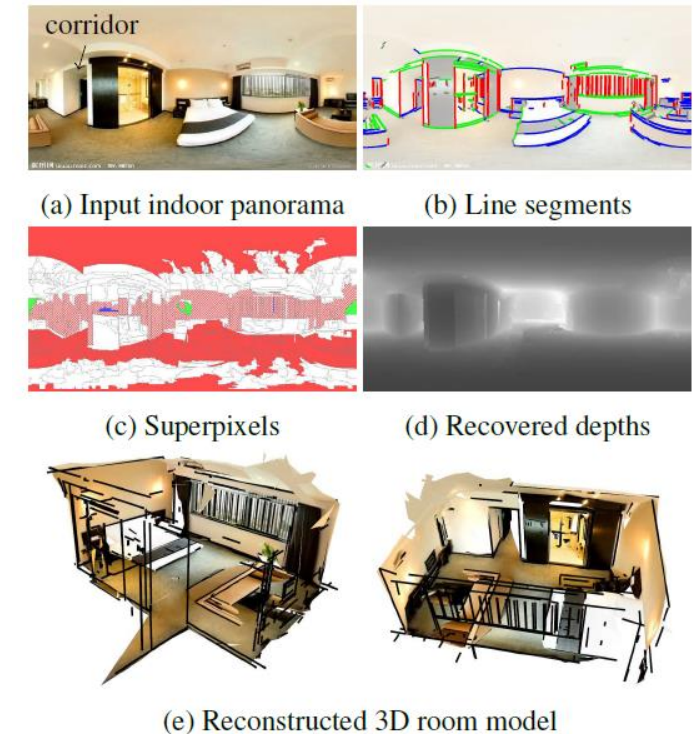 corridor
(a) Input indoor panorama
(b) Line segments
(c) Superpixels
(d) Recovered depths
(e) Reconstructed 3D room model